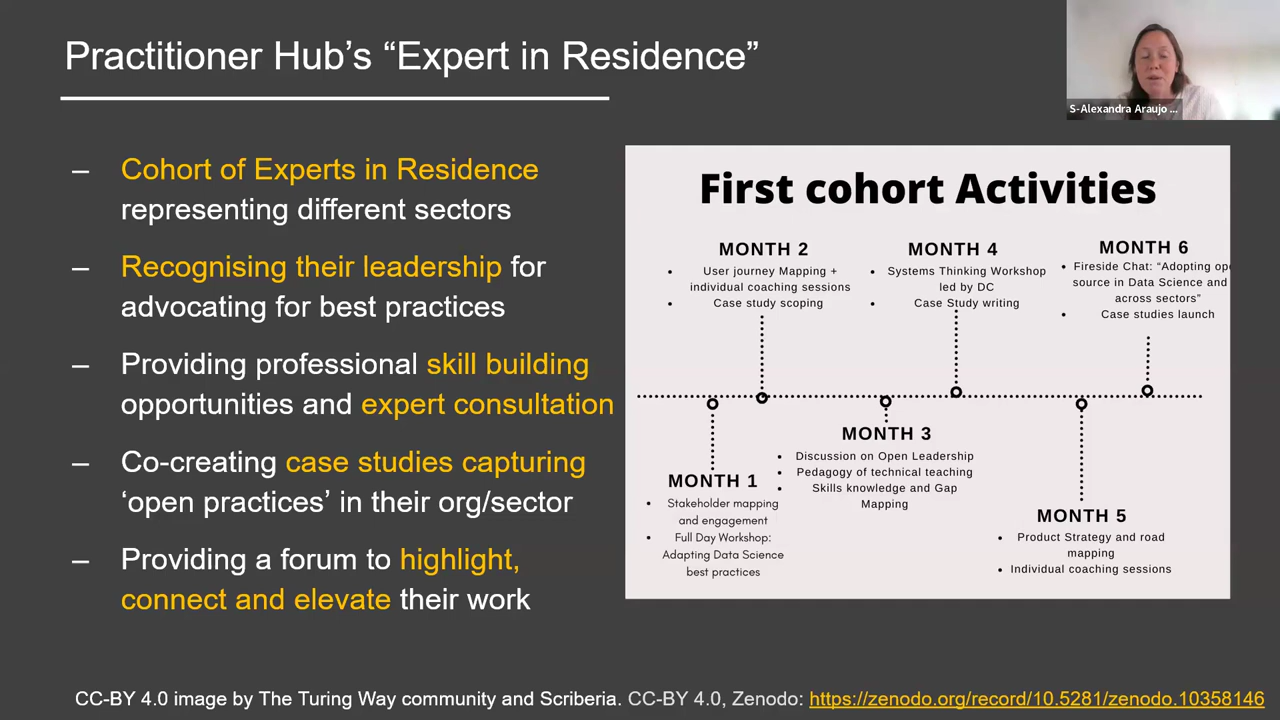 Practitioner Hub's “Expert in Residence”
S-Alexandra Araujo ...
– Cohort of Experts in Residence
representing different sectors
– Recognising their leadership for
advocating for best practices
– Providing professional skill building
opportunities and expert consultation
– Co-creating case studies capturing
‘open practices’ in their org/sector
– Providing a forum to highlight,
connect and elevate their work
First cohort Activities
MONTH 2
• User journey Mapping +
individual coaching sessions
• Case study scoping
MONTH 4
• Systems Thinking Workshop
led by DC
• Case Study writing
MONTH 6
• Fireside Chat: “Adopting ope
source in Data Science and
across sectors”
• Case studies launch
MONTH 1
• Stakeholder mapping
and engagement
• Full Day Workshop:
Adapting Data Science
best practices
MONTH 3
• Discussion on Open Leadership
• Pedagogy of technical teaching
• Skills knowledge and Gap
Mapping
MONTH 5
• Product Strategy and road
mapping
• Individual coaching sessions
CC-BY 4.0 image by The Turing Way community and Scriberia. CC-BY 4.0, Zenodo: https://zenodo.org/record/10.5281/zenodo.10358146